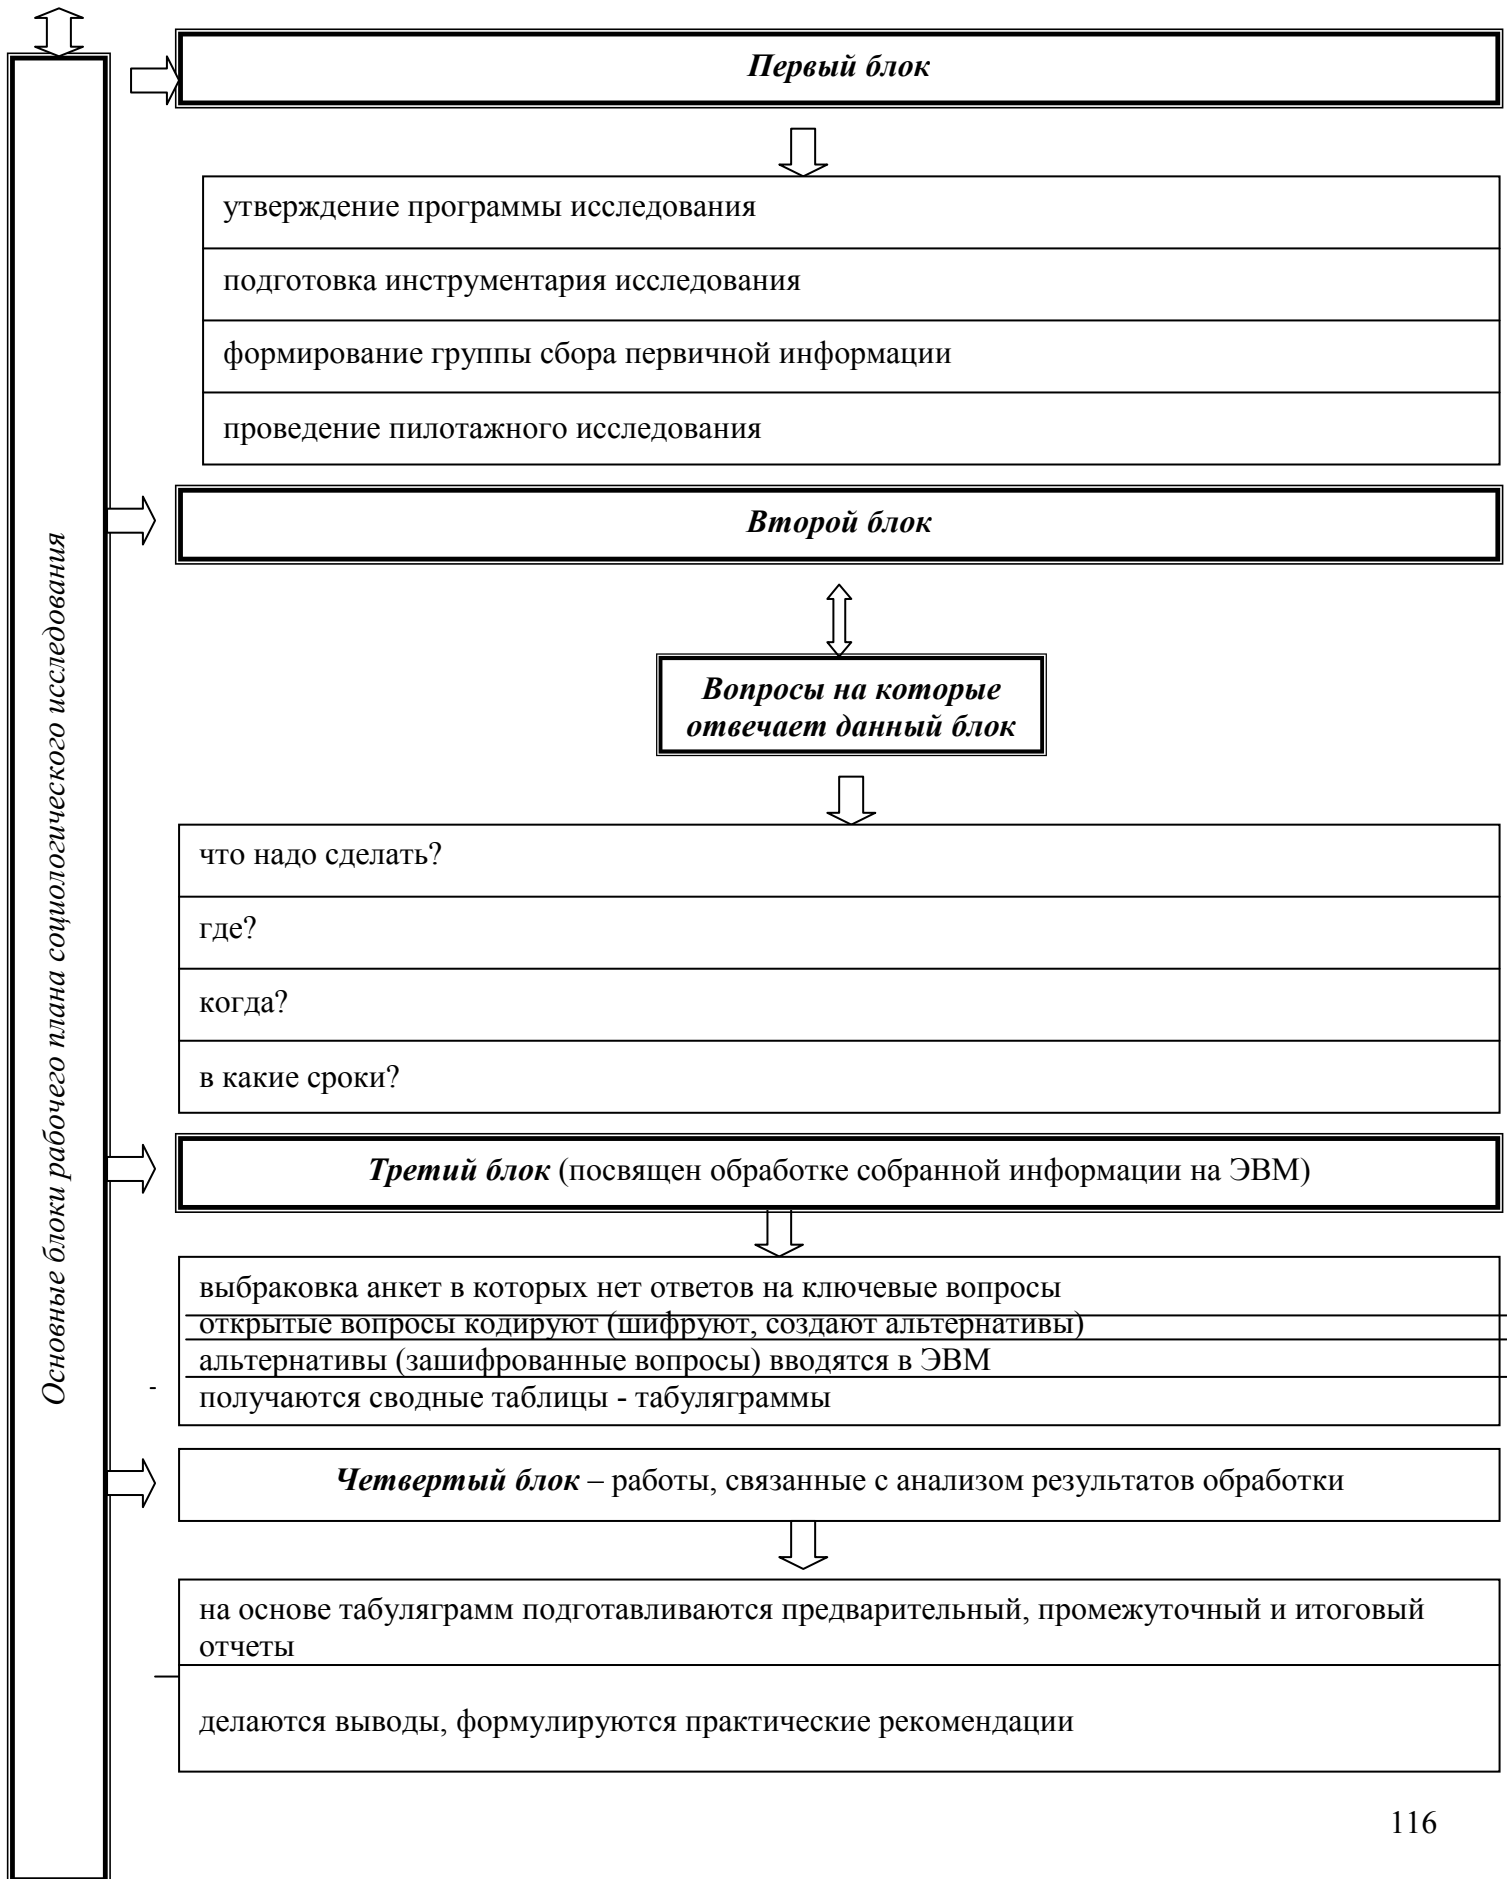 Основные блоки рабочего плана социологического исследования
Первый блок
утверждение программы исследования
подготовка инструментария исследования
формирование группы сбора первичной информации
проведение пилотажного исследования
Второй блок
Вопросы на которые
отвечает данный блок
что надо сделать?
где?
когда?
в какие сроки?
Третий блок (посвящен обработке собранной информации на ЭВМ)
выбраковка анкет в которых нет ответов на ключевые вопросы
открытые вопросы кодируют (шифруют, создают альтернативы)
альтернативы (зашифрованные вопросы) вводятся в ЭВМ
получаются сводные таблицы - табуляграммы
Четвертый блок – работы, связанные с анализом результатов обработки
на основе табуляграмм подготавливаются предварительный, промежуточный и итоговый
отчеты
делаются выводы, формулируются практические рекомендации
116